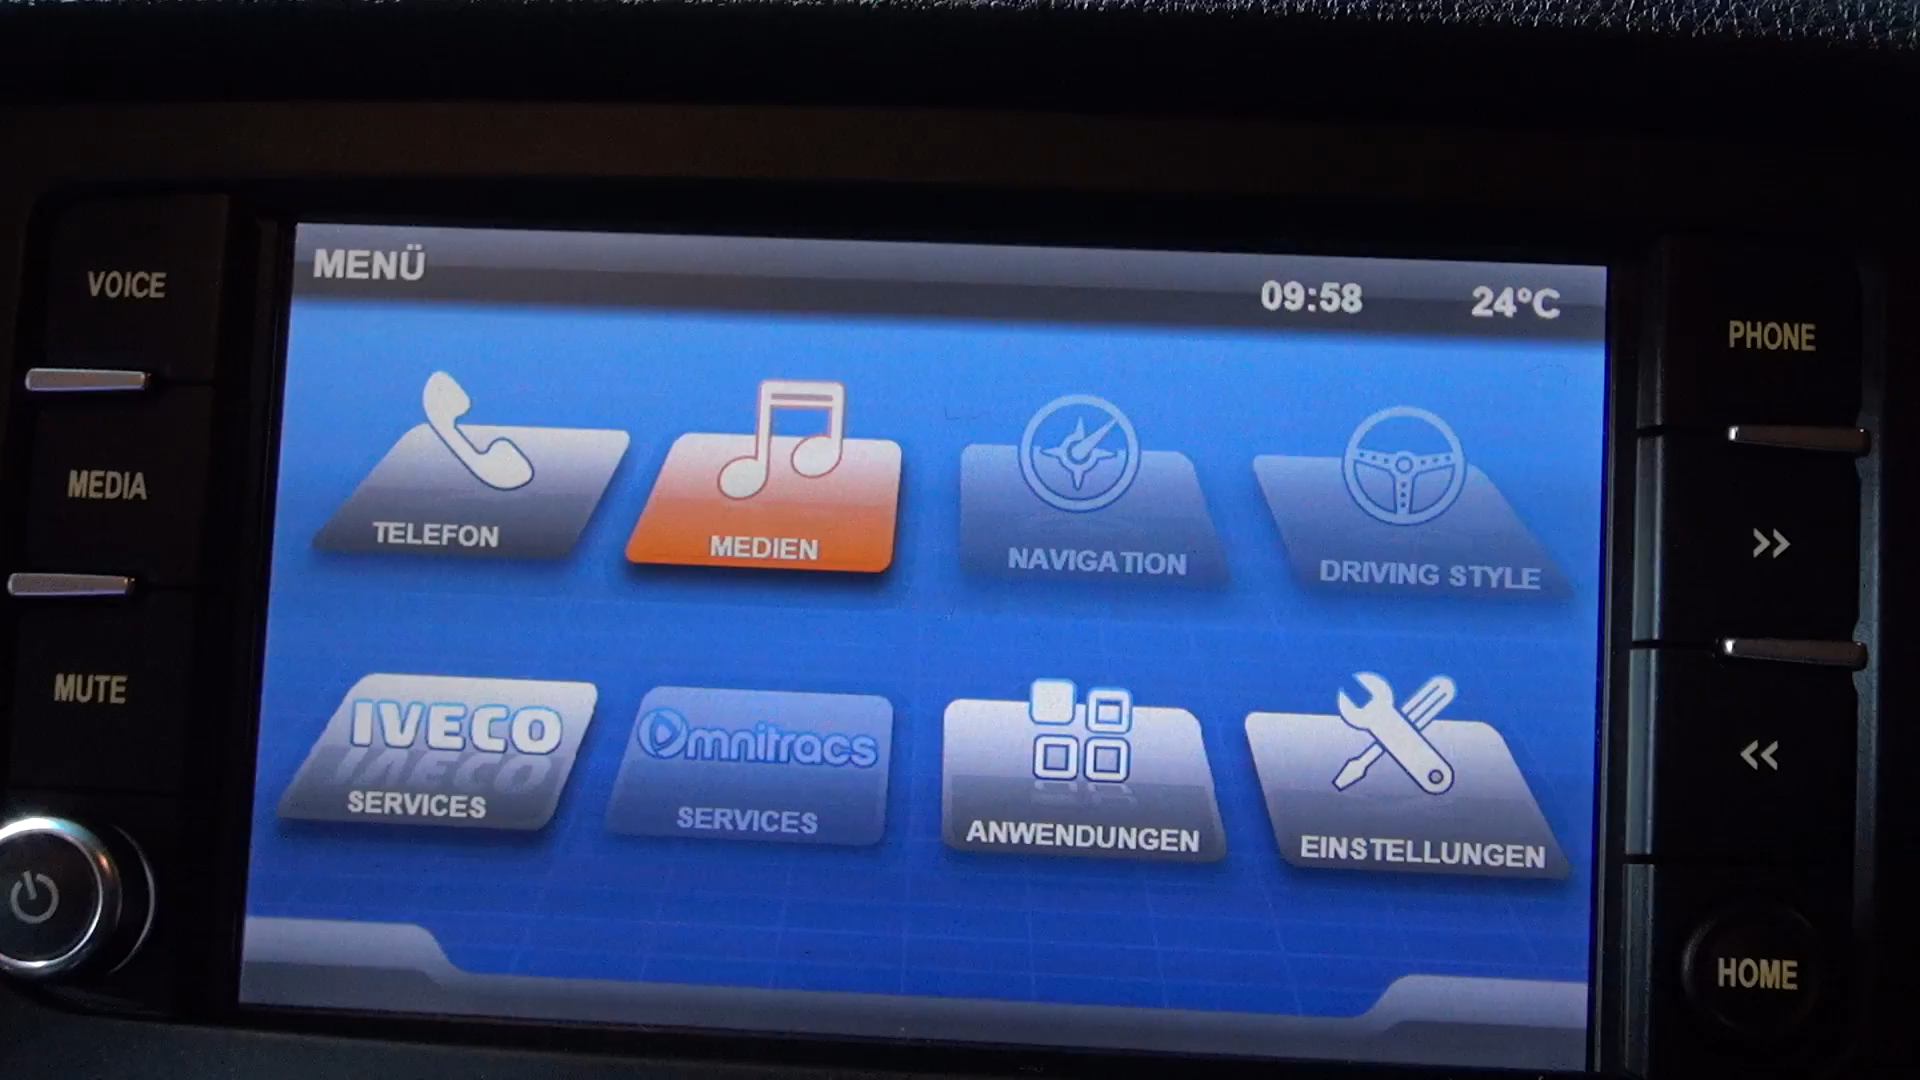 MENÜ
09:58
24°C
VOICE
MEDIA
MUTE
TELEFON
MEDIEN
NAVIGATION
DRIVING STYLE
IVECO
SERVICES
Omnitracs
SERVICES
ANWENDUNGEN
EINSTELLUNGEN
PHONE
>>
<<
HOME